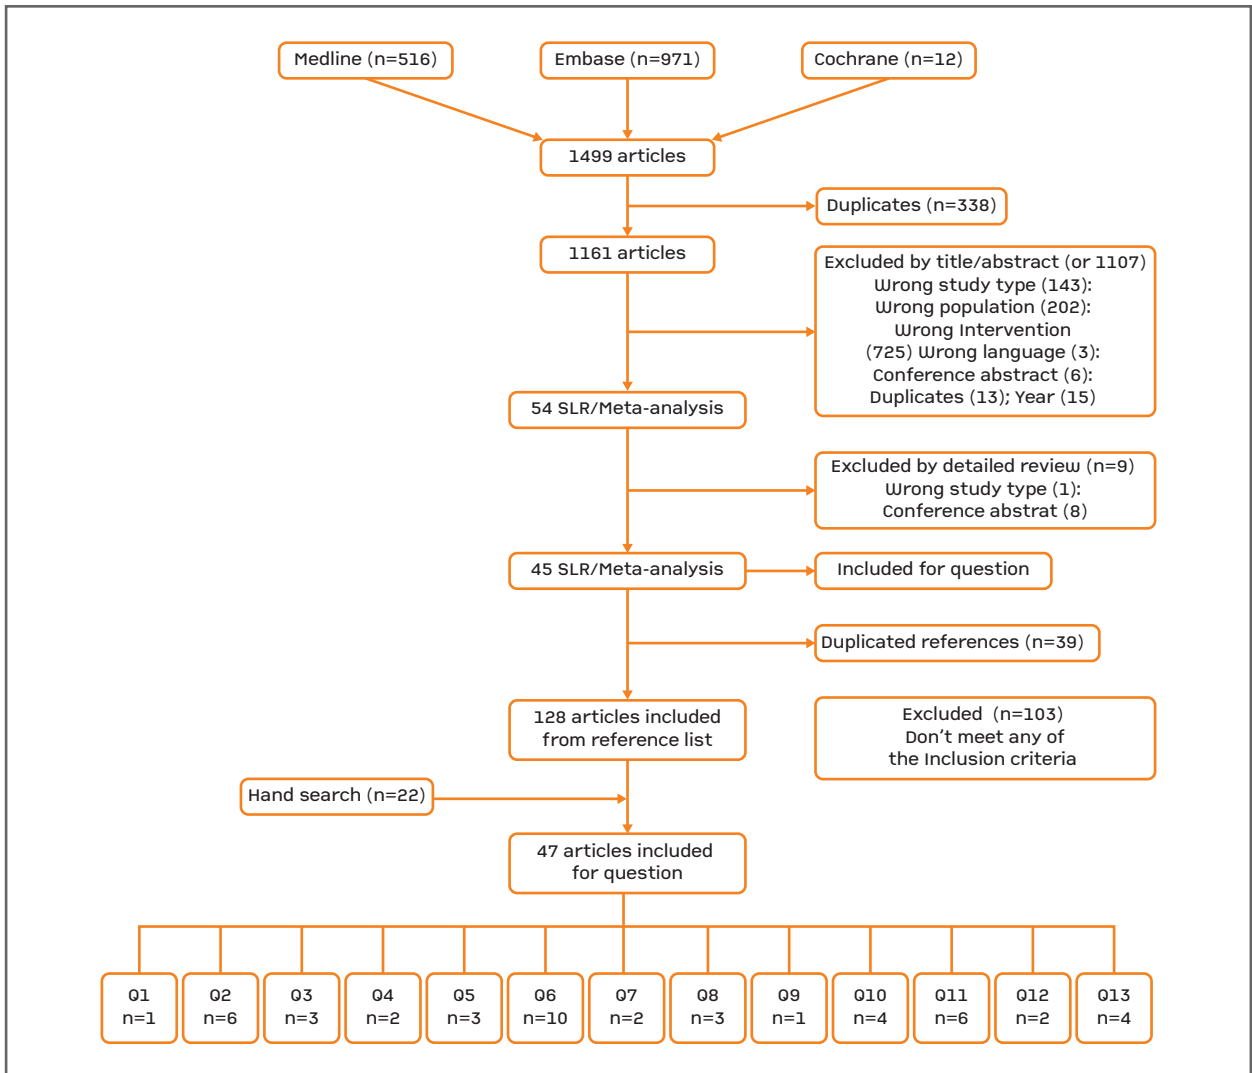 Medline (n=516)
Embase (n=971)
Cochrane (n=12)
1499 articles
Duplicates (n=338)
1161 articles
Excluded by title/abstract (or 1107)
Wrong study type (143):
Wrong population (202):
Wrong Intervention
(725) Wrong language (3):
Conference abstract (6):
Duplicates (13); Year (15)
54 SLR/Meta-analysis
Excluded by detailed review (n=9)
Wrong study type (1):
Conference abstrat (8)
45 SLR/Meta-analysis
Included for question
Duplicated references (n=39)
128 articles included
from reference list
Excluded (n=103)
Don't meet any of
the Inclusion criteria
Hand search (n=22)
47 articles included
for question
Q1
n=1
Q2
n=6
Q3
n=3
Q4
n=2
Q5
n=3
Q6
n=10
Q7
n=2
Q8
n=3
Q9
n=1
Q10
n=4
Q11
n=6
Q12
n=2
Q13
n=4